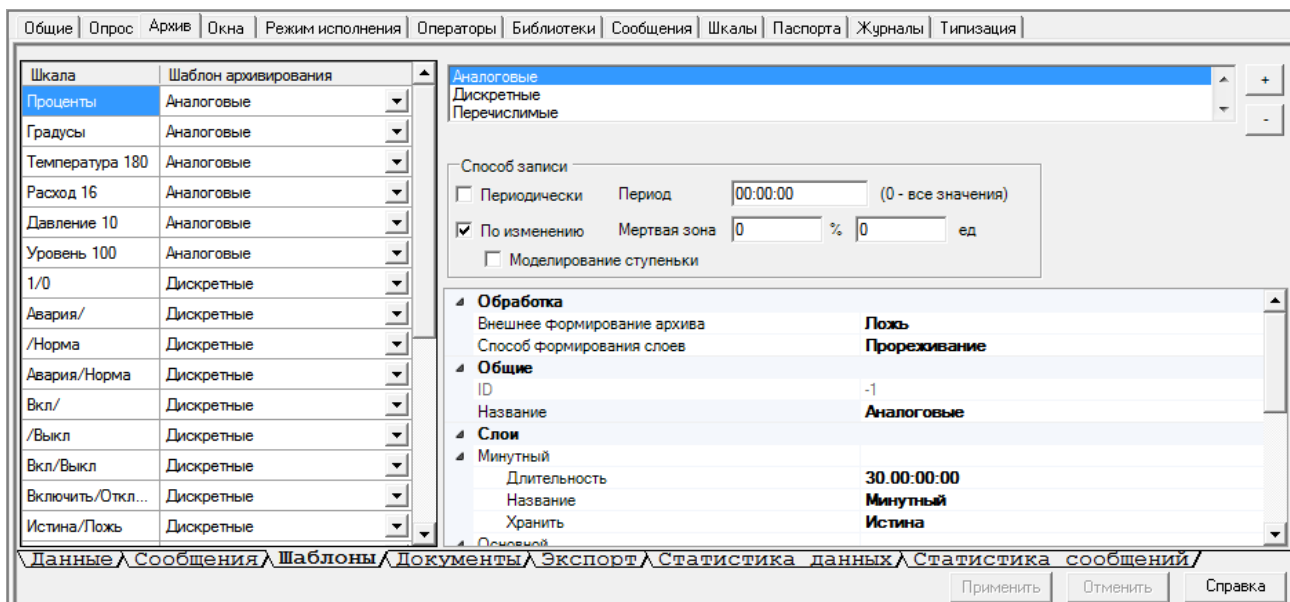 Общие Опрос Архив Окна Режим исполнения Операторы Библиотеки Сообщения Шкалы Паспорта Журналы Типизация
Шкала Шаблон архивирования
Проценты Аналоговые
Градусы Аналоговые
Температура 180 Аналоговые
Расход 16 Аналоговые
Давление 10 Аналоговые
Уровень 100 Аналоговые
1/0 Дискретные
Авария/ Дискретные
/Норма Дискретные
Авария/Норма Дискретные
Вкл/ Дискретные
/Выкл Дискретные
Вкл/Выкл Дискретные
Включить/Откл... Дискретные
Истина/Ложь Дискретные
Аналоговые
Дискретные
Перечислимые
+
-
Способ записи
Периодически Период 00:00:00 (0 - все значения)
По изменению Мертвая зона 0 % 0 ед
Моделирование ступеньки
Обработка
Внешнее формирование архива Ложь
Способ формирования слоев Прореживание
Общие
ID -1
Название Аналоговые
Слои
Минутный
Длительность 30.00:00:00
Название Минутный
Хранить Истина
Основной
Данные Сообщения Шаблоны Документы Экспорт Статистика данных Статистика сообщений
Применить Отменить Справка